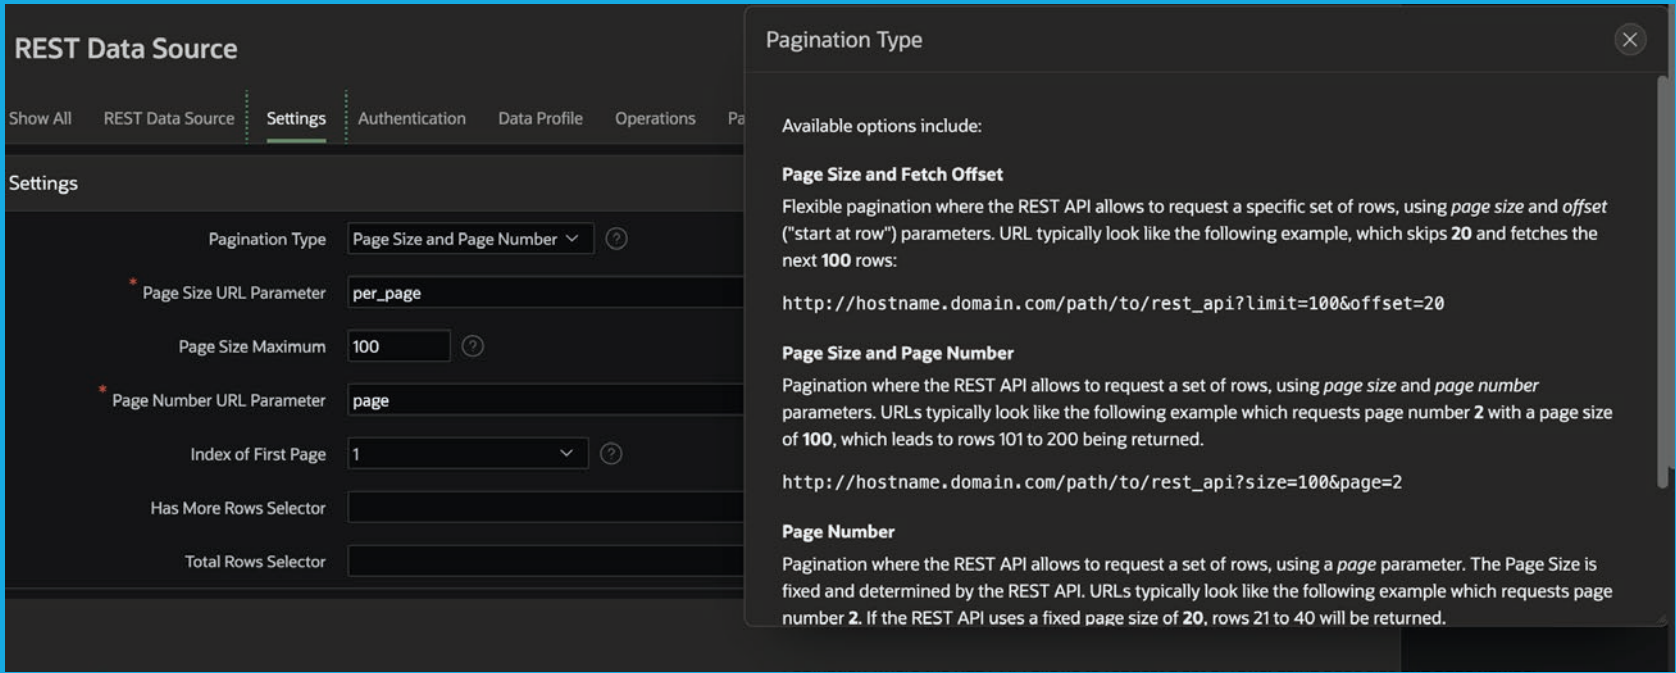 REST Data Source
Show All REST Data Source Settings Authentication Data Profile Operations Pa
Settings
Pagination Type Page Size and Page Number ?
* Page Size URL Parameter per_page
Page Size Maximum 100 ?
* Page Number URL Parameter page
Index of First Page 1 ?
Has More Rows Selector
Total Rows Selector
Pagination Type
Available options include:
Page Size and Fetch Offset
Flexible pagination where the REST API allows to request a specific set of rows, using page size and offset
("start at row") parameters. URL typically look like the following example, which skips 20 and fetches the
next 100 rows:
http://hostname.domain.com/path/to/rest_api?limit=100&offset=20
Page Size and Page Number
Pagination where the REST API allows to request a set of rows, using page size and page number
parameters. URLs typically look like the following example which requests page number 2 with a page size
of 100, which leads to rows 101 to 200 being returned.
http://hostname.domain.com/path/to/rest_api?size=100&page=2
Page Number
Pagination where the REST API allows to request a set of rows, using a page parameter. The Page Size is
fixed and determined by the REST API. URLs typically look like the following example which requests page
number 2. If the REST API uses a fixed page size of 20, rows 21 to 40 will be returned.